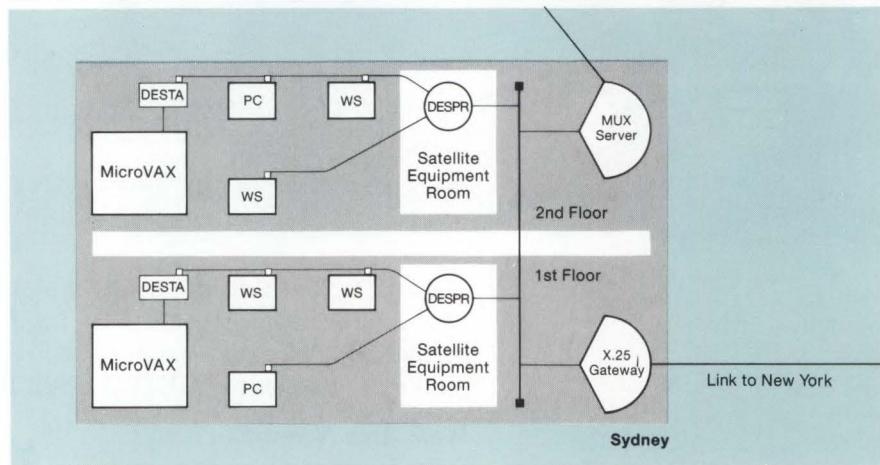 DESTA
PC
WS
DESPR
MUX
Server
MicroVAX
WS
Satellite
Equipment
Room
2nd Floor
1st Floor
DESTA
WS
WS
DESPR
MicroVAX
PC
Satellite
Equipment
Room
X.25
Gateway
Link to New York
Sydney